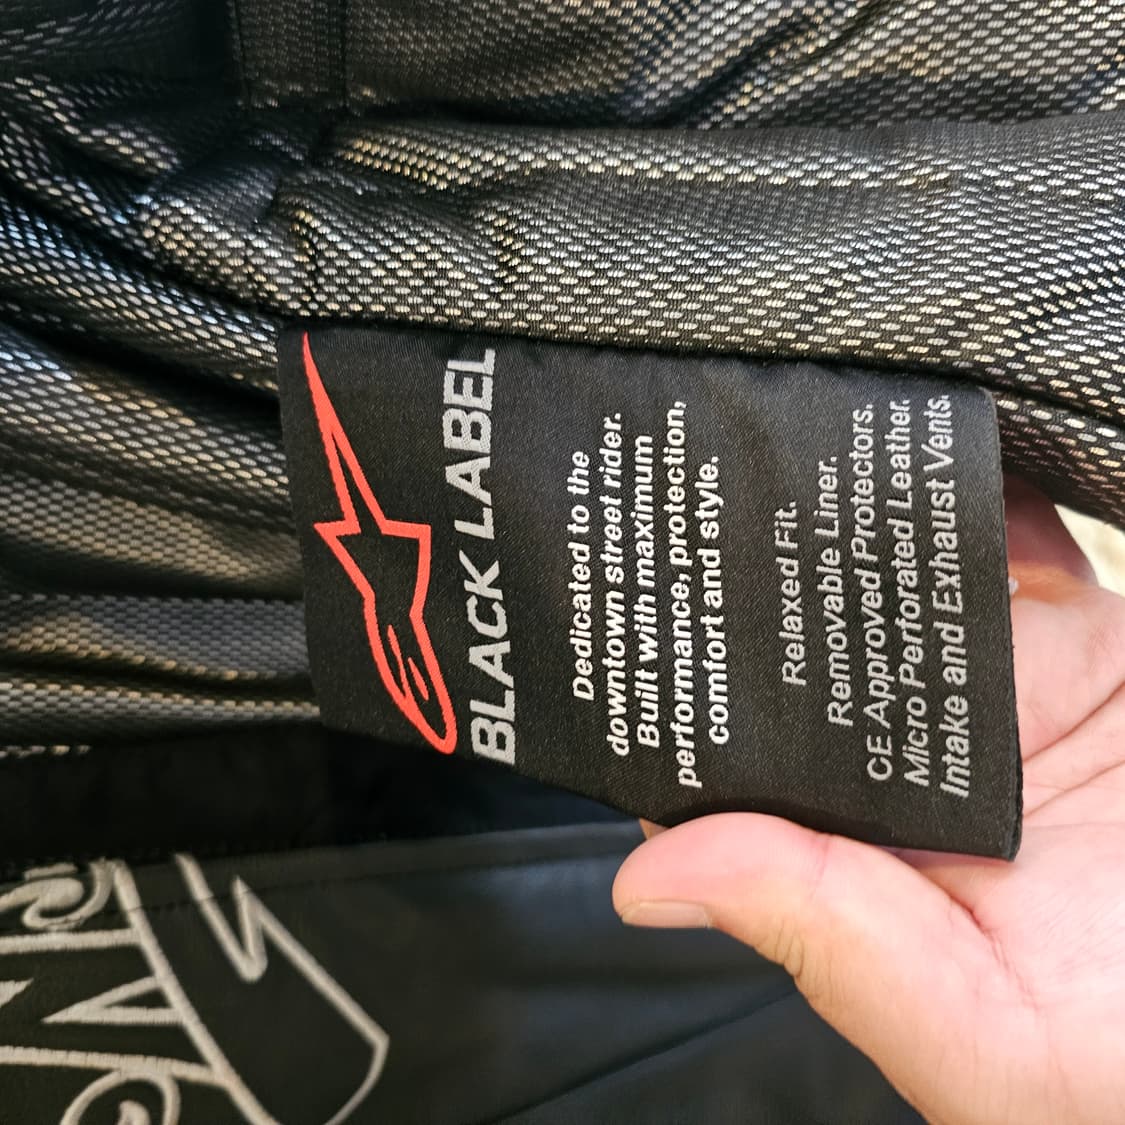 BLACK LABEL
Dedicated to the
downtown street rider.
Built with maximum
performance, protection,
comfort and style.
Relaxed Fit.
Removable Liner.
CE Approved Protectors.
Micro Perforated Leather.
Intake and Exhaust Vents.